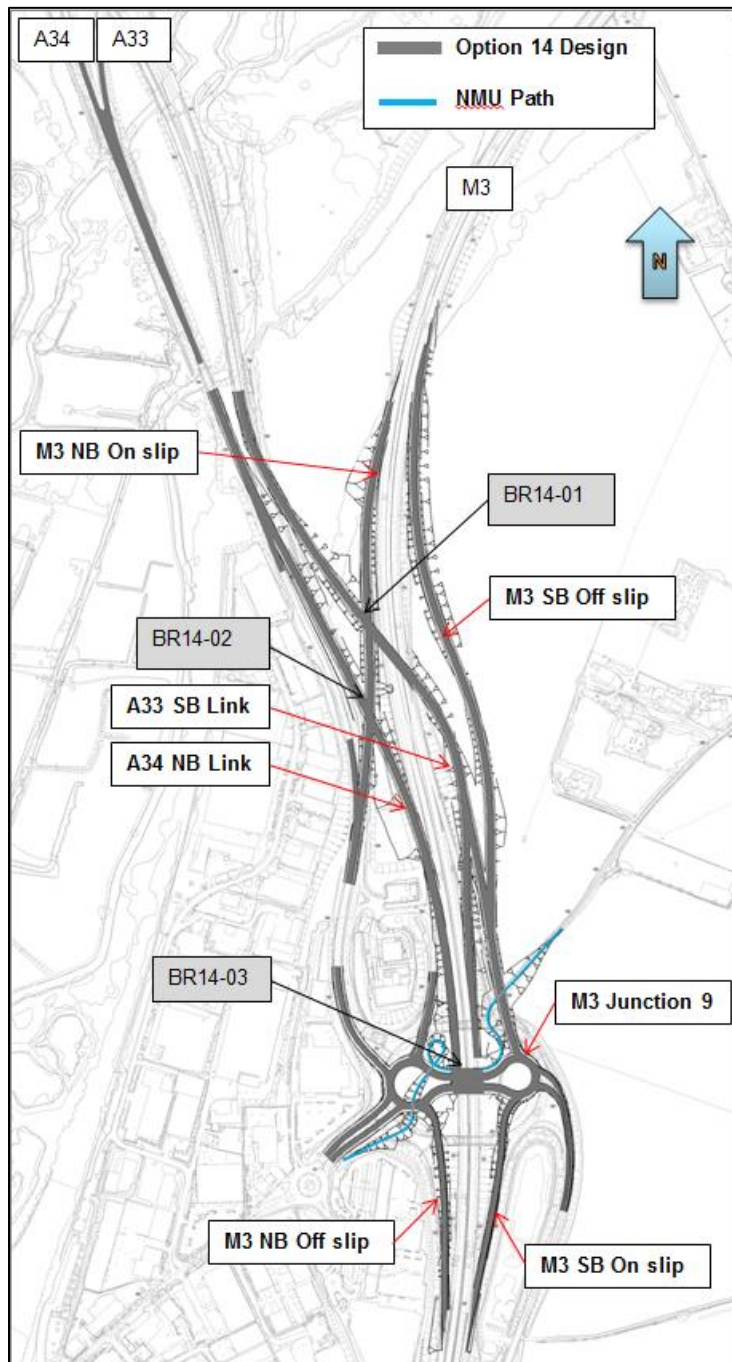 A34
A33
Option 14 Design
NMU Path
M3
N
M3 NB On slip
BR14-01
M3 SB Off slip
BR14-02
A33 SB Link
A34 NB Link
BR14-03
M3 Junction 9
M3 NB Off slip
M3 SB On slip